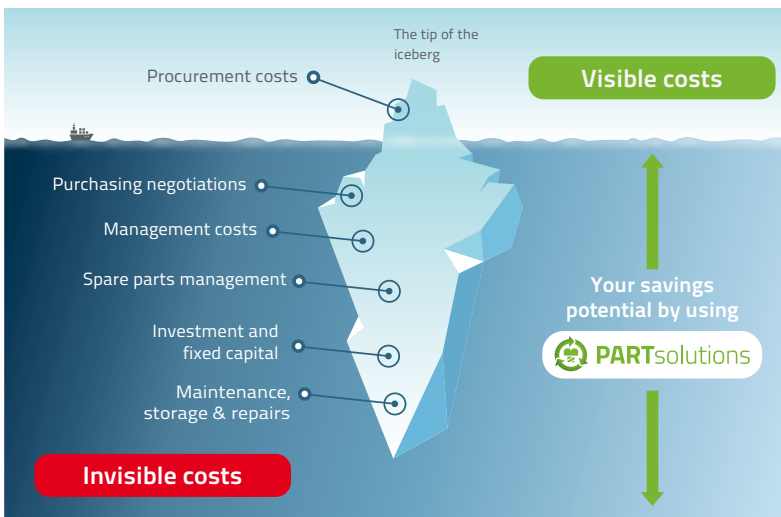 The tip of the
iceberg
Procurement costs
Visible costs
Purchasing negotiations
Management costs
Spare parts management
Investment and
fixed capital
Maintenance,
storage & repairs
Your savings
potential by using
PARTsolutions
Invisible costs